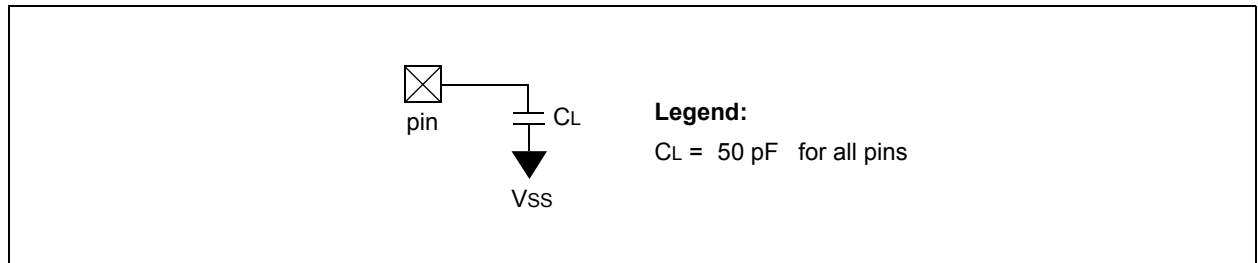 pin
CL
VSS
Legend:
CL = 50 pF for all pins